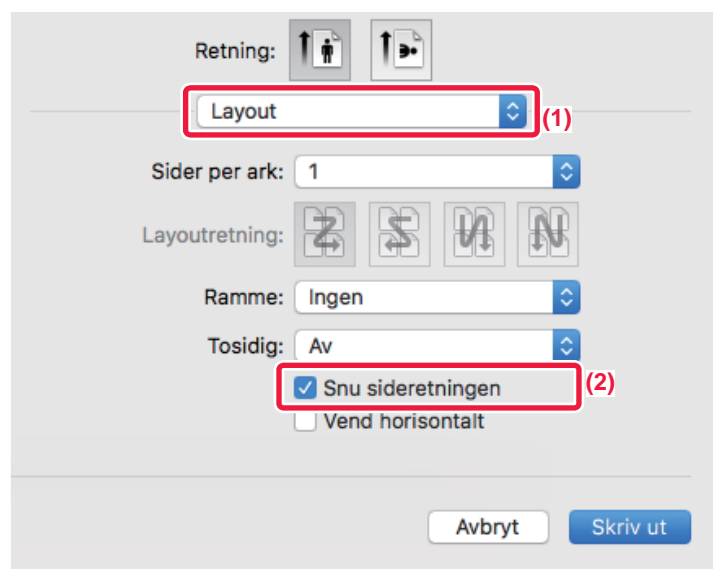 Retning:
Layout
(1)
Sider per ark: 1
Layoutretning:
Ramme: Ingen
Tosidig: Av
Snu sideretningen
(2)
Vend horisontalt
Avbryt
Skriv ut